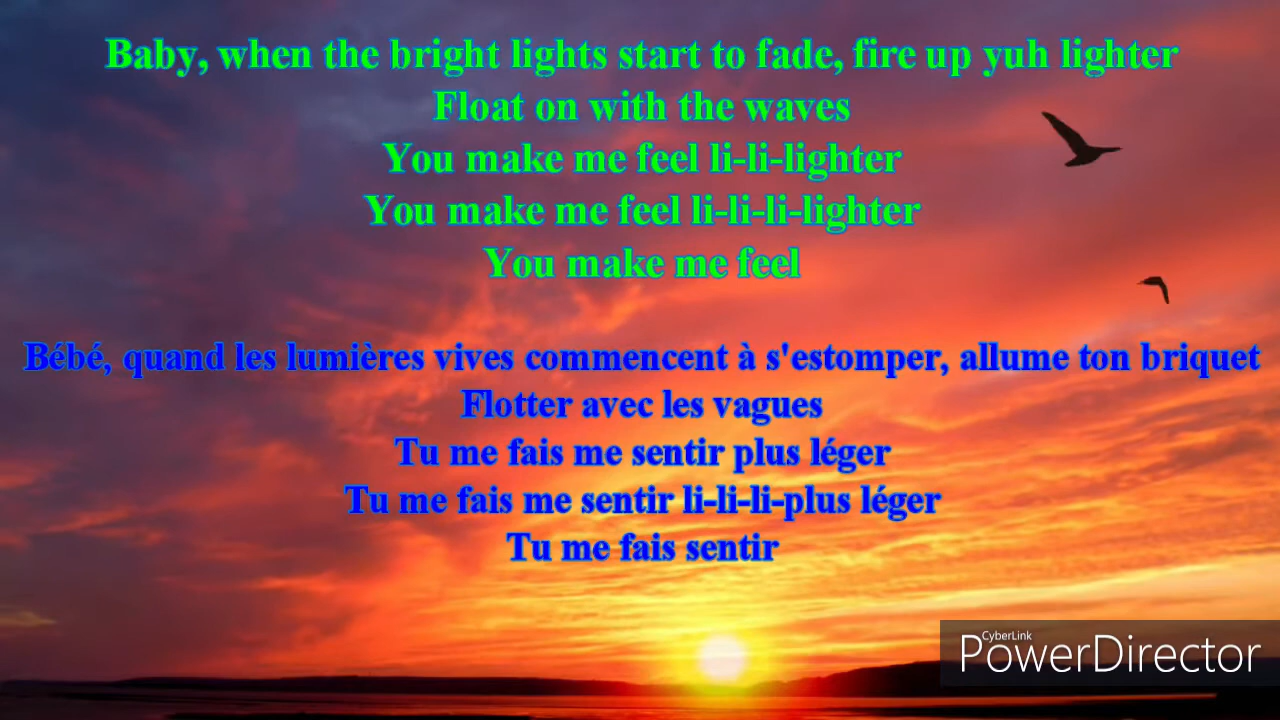 Baby, when the bright lights start to fade, fire up yuh lighter
Float on with the waves
You make me feel li-li-lighter
You make me feel li-li-li-lighter
You make me feel
Bébé, quand les lumières vives commencent à s'estomper, allume ton briquet
Flotter avec les vagues
Tu me fais me sentir plus léger
Tu me fais me sentir li-li-li-plus léger
Tu me fais sentir
CyberLink
PowerDirector